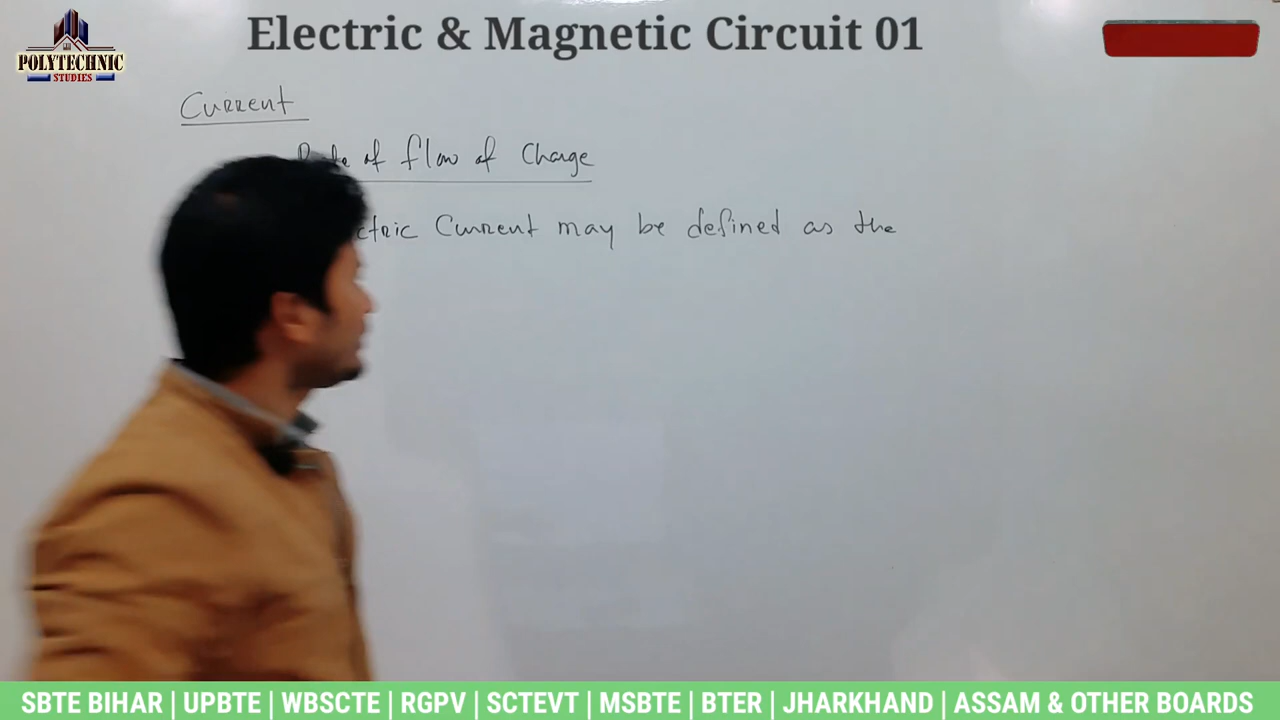 Electric & Magnetic Circuit 01
POLYTECHNIC
STUDIES
Current
of flow of Charge
ctric Current may be defined as the
SBTE BIHAR | UPBTE | WBSCTE | RGPV | SCTEVT | MSBTE | BTER | JHARKHAND | ASSAM & OTHER BOARDS